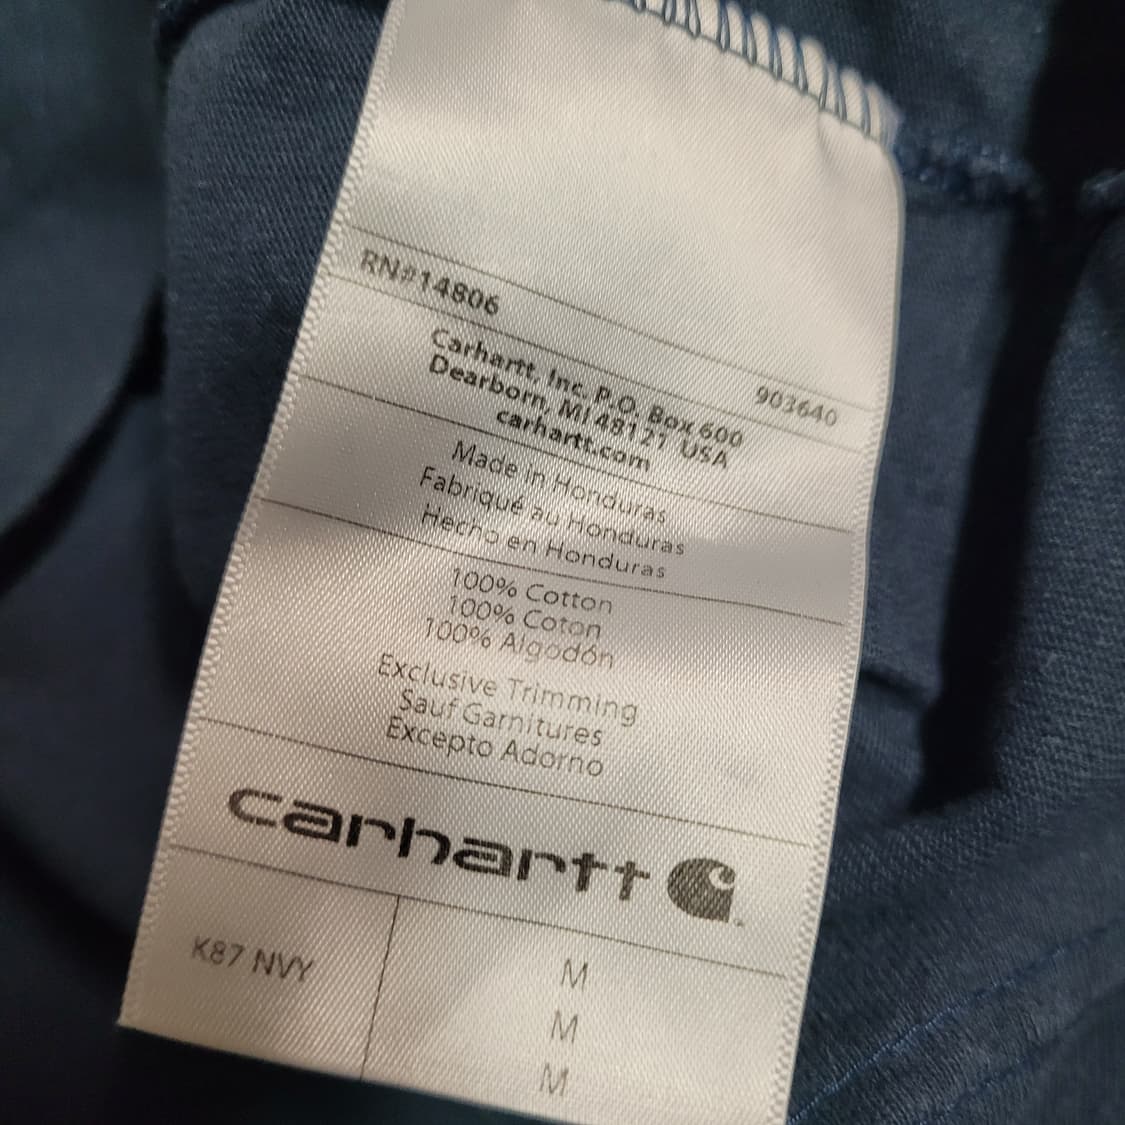 RN#14806 903640
Carhartt, Inc. P.O. Box 600
Dearborn, MI 48127 USA
carhartt.com
Made in Honduras
Fabriqué au Honduras
Hecho en Honduras
100% Cotton
100% Coton
100% Algodón
Exclusive Trimming
Sauf Garnitures
Excepto Adorno
carhartt
K87 NVY
M
M
M